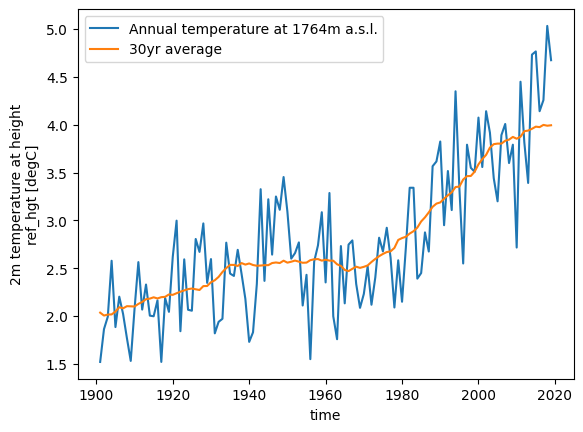 Annual temperature at 1764m a.s.l.
30yr average
2m temperature at height
ref_hgt [degC]
5.0
4.5
4.0
3.5
3.0
2.5
2.0
1.5
1900 1920 1940 1960 1980 2000 2020
time